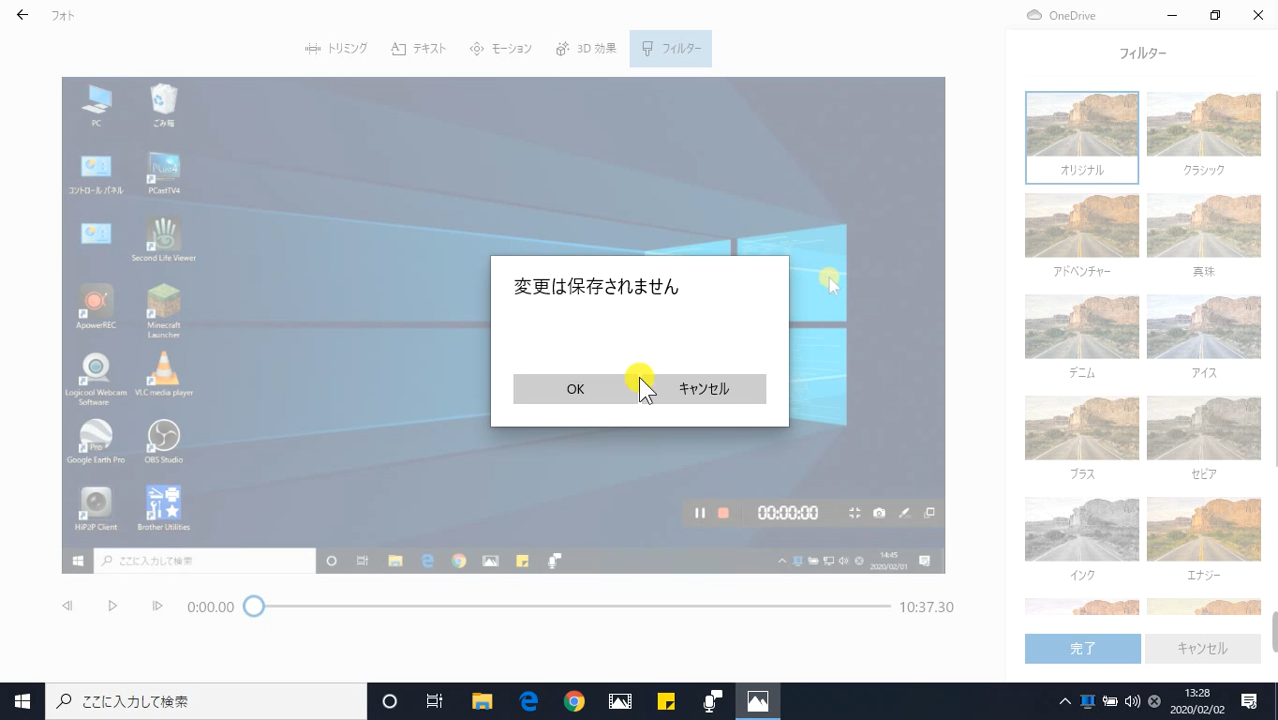 フォト
OneDrive
トリミング テキスト モーション 3D 効果 フィルター
フィルター
PC
ごみ箱
コントロール パネル
PCastTV4
Second Life Viewer
ApowerREC
Minecraft
Launcher
Logicool Webcam
Software
VLC media player
Google Earth Pro
OBS Studio
HiP2P Client
Brother Utilities
変更は保存されません
OK キャンセル
00:00:00
ここに入力して検索
14:45
2020/02/01
0:00.00
10:37.30
オリジナル クラシック
アドベンチャー 真珠
デニム アイス
ブラス セピア
インク エナジー
完了 キャンセル
ここに入力して検索
13:28
2020/02/02